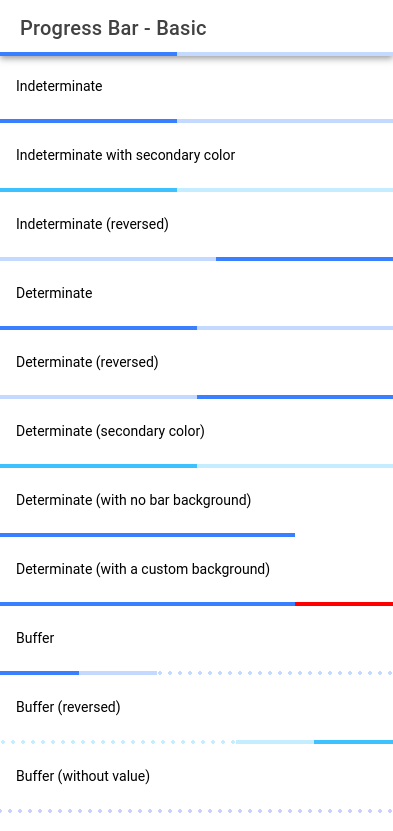 Progress Bar - Basic
Indeterminate
Indeterminate with secondary color
Indeterminate (reversed)
Determinate
Determinate (reversed)
Determinate (secondary color)
Determinate (with no bar background)
Determinate (with a custom background)
Buffer
Buffer (reversed)
Buffer (without value)